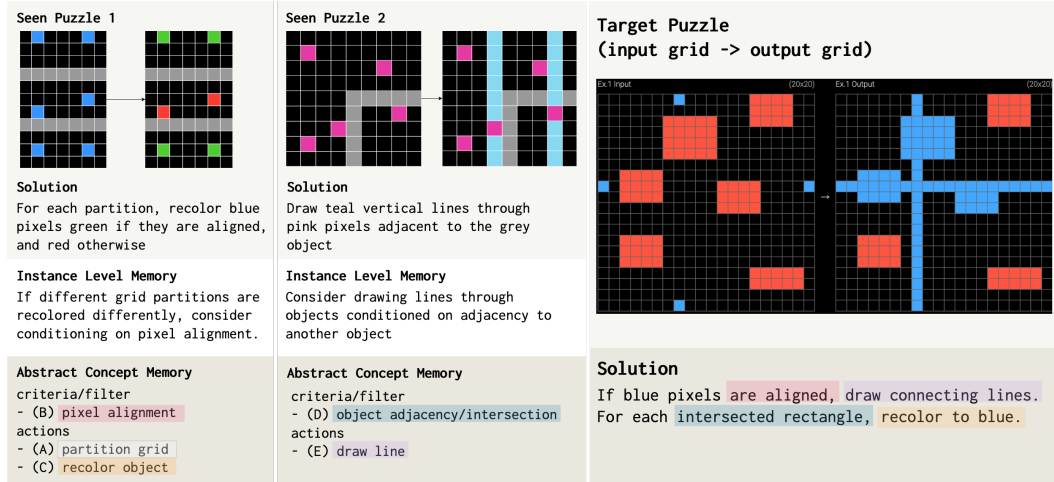 Seen Puzzle 1
Solution
For each partition, recolor blue
pixels green if they are aligned,
and red otherwise
Instance Level Memory
If different grid partitions are
recolored differently, consider
conditioning on pixel alignment.
Abstract Concept Memory
criteria/filter
- (B) pixel alignment
actions
- (A) partition grid
- (C) recolor object
Seen Puzzle 2
Solution
Draw teal vertical lines through
pink pixels adjacent to the grey
object
Instance Level Memory
Consider drawing lines through
objects conditioned on adjacency to
another object
Abstract Concept Memory
criteria/filter
- (D) object adjacency/intersection
actions
- (E) draw line
Target Puzzle
(input grid -> output grid)
Ex.1 Input (20x20) Ex.1 Output (20x20)
→
Solution
If blue pixels are aligned, draw connecting lines.
For each intersected rectangle, recolor to blue.